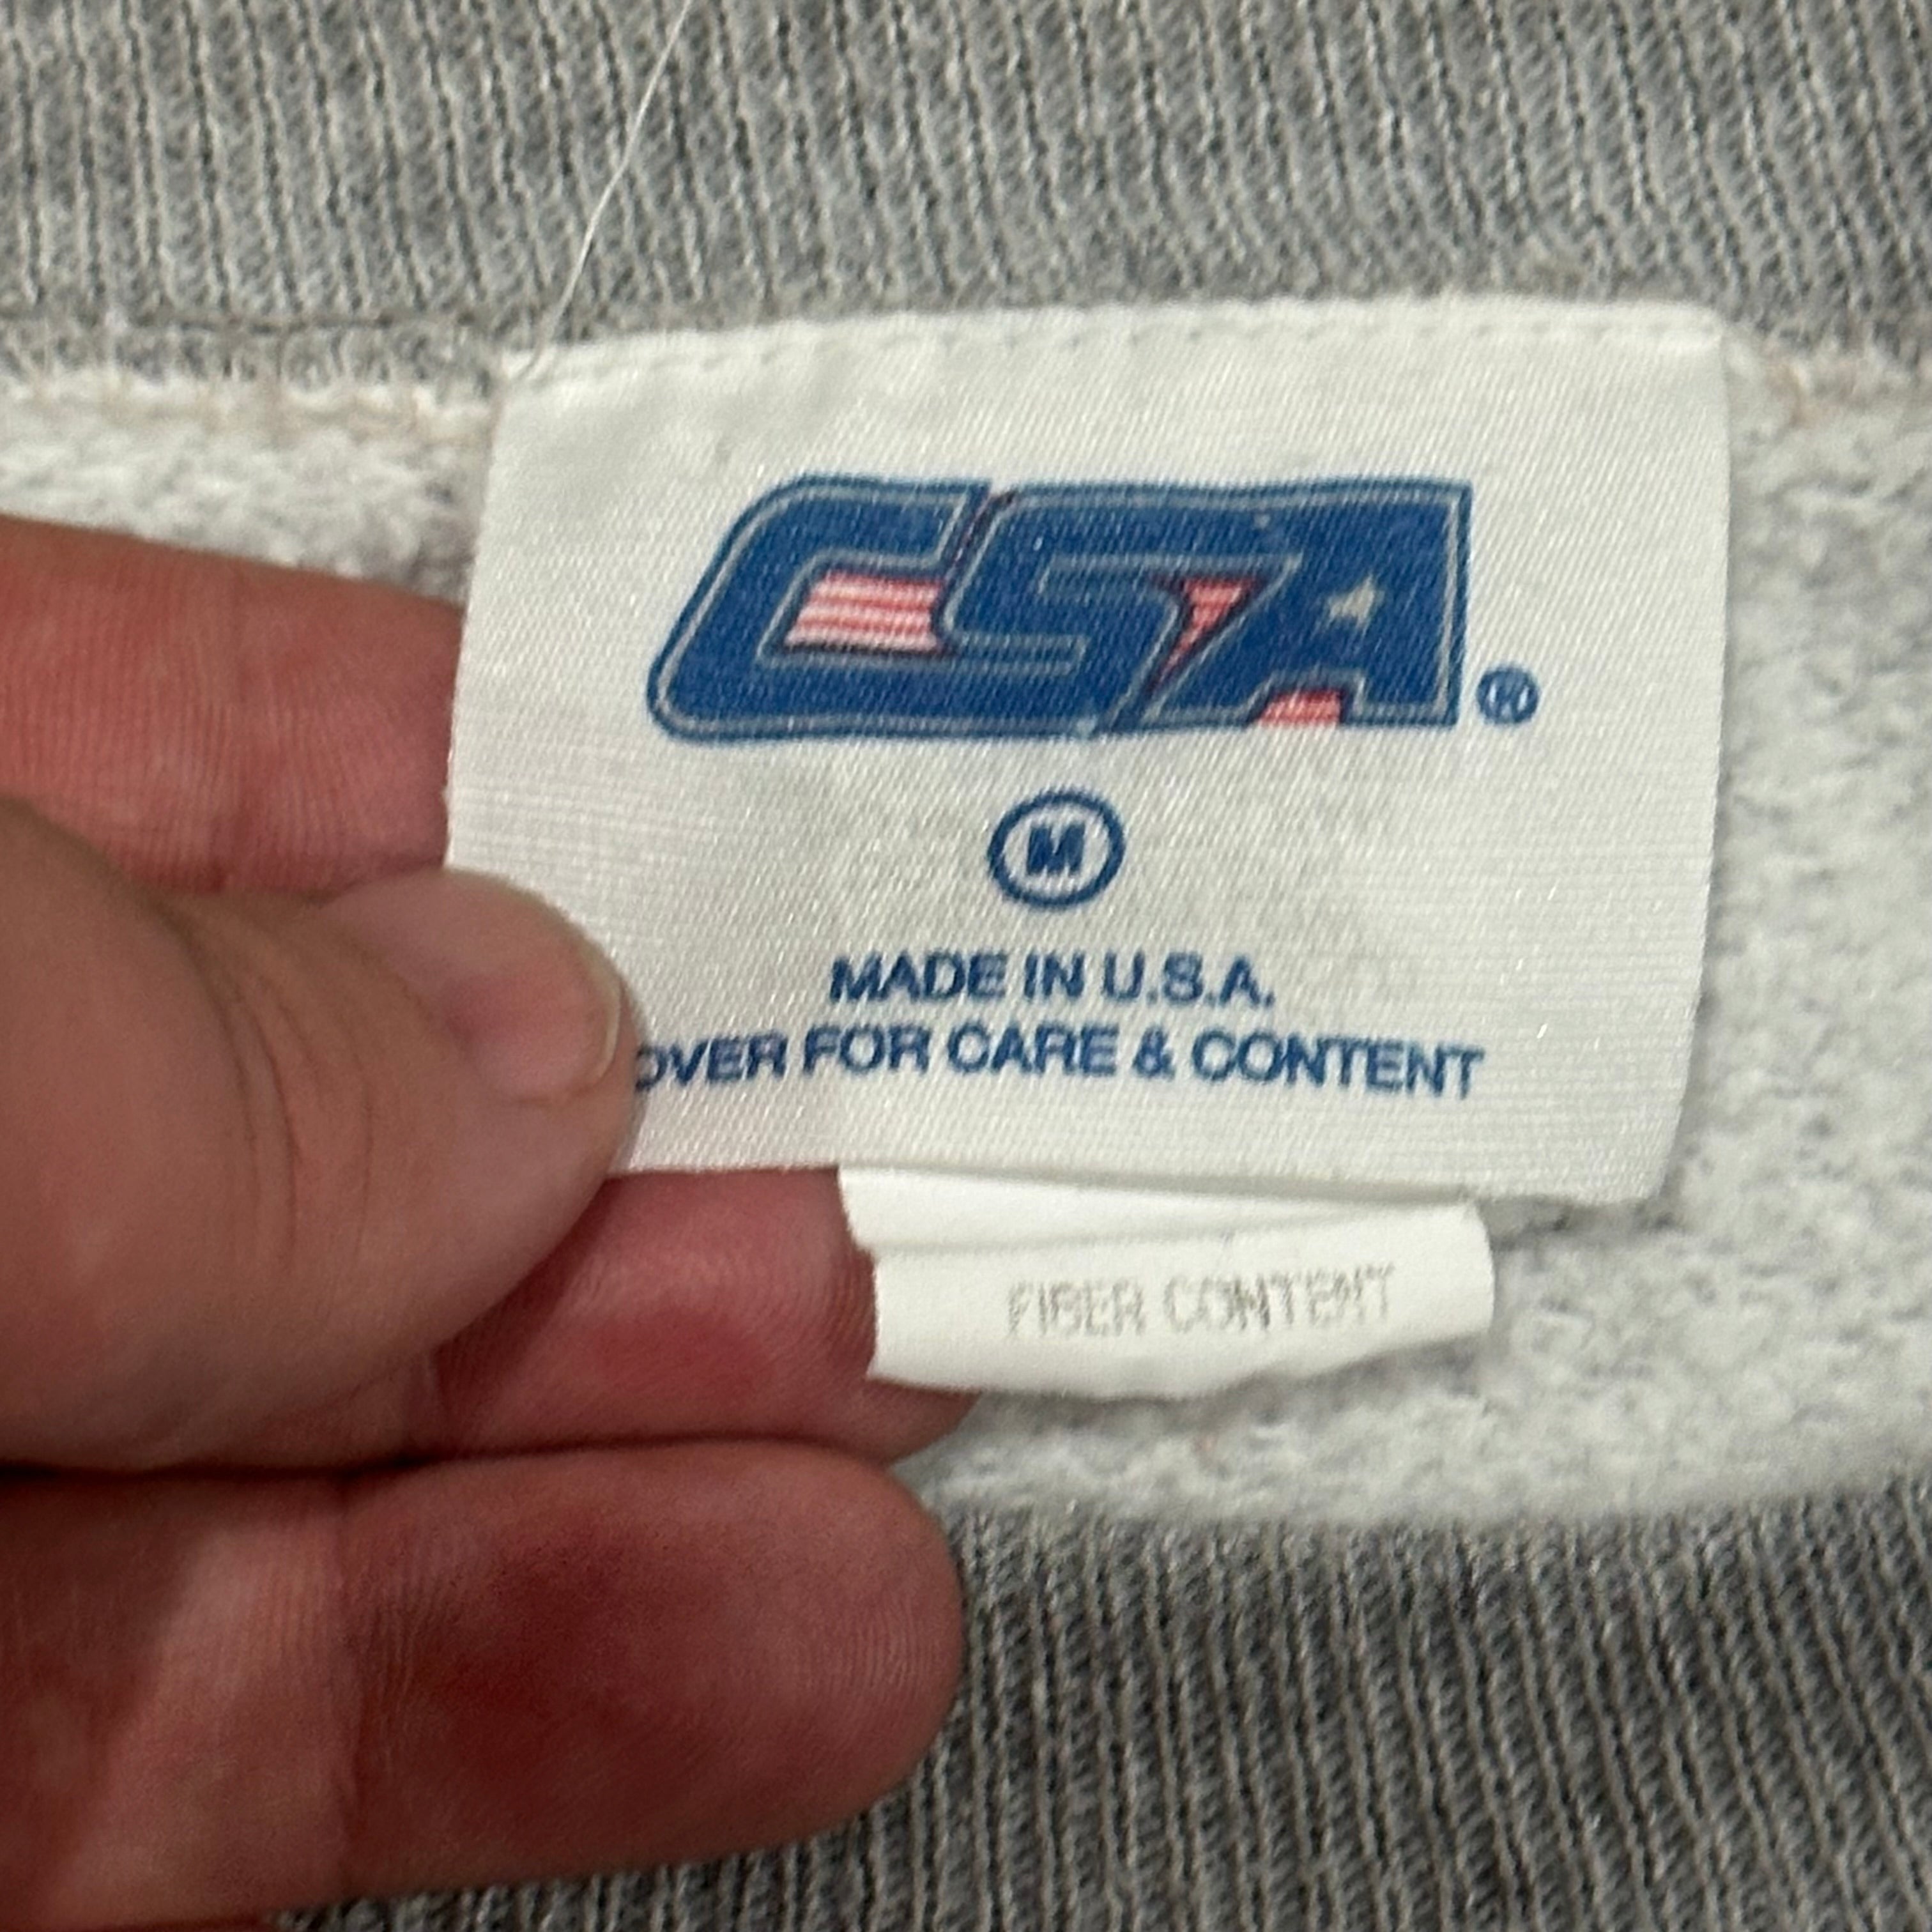 CSA®
M
MADE IN U.S.A.
OVER FOR CARE & CONTENT
FIBER CONTENT